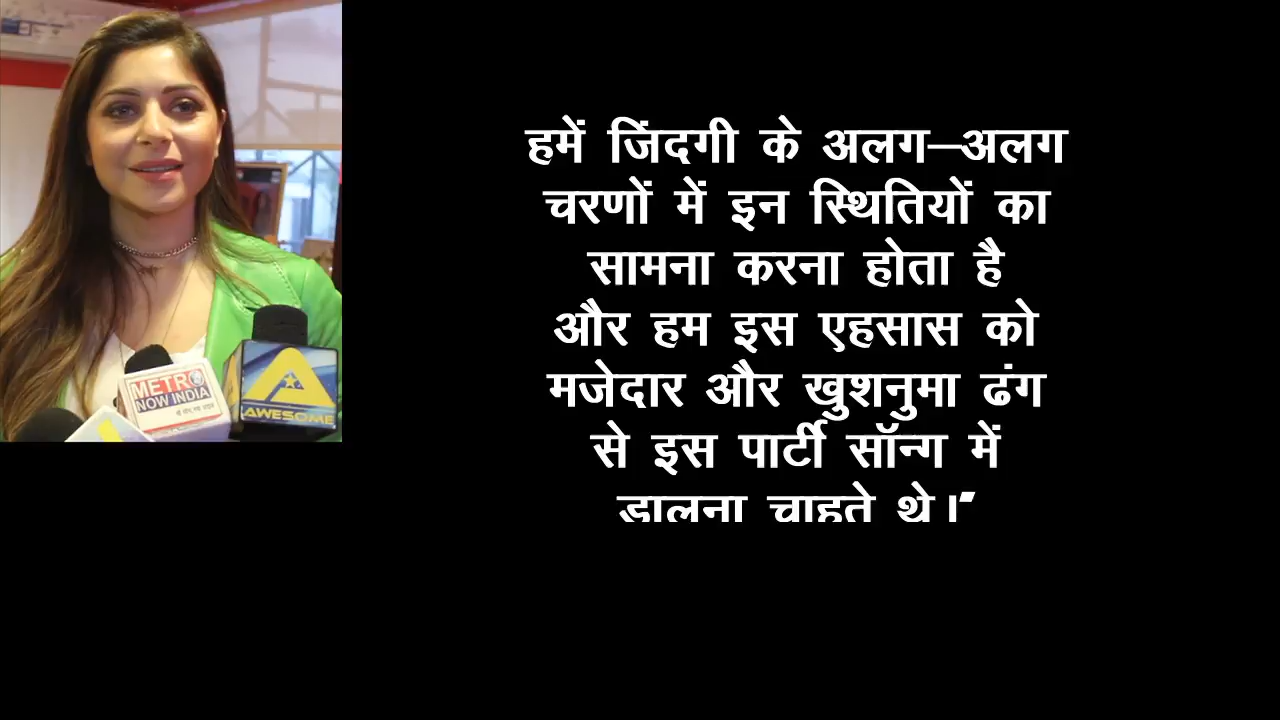 हमें जिंदगी के अलग–अलग
चरणों में इन स्थितियों का
सामना करना होता है
और हम इस एहसास को
मजेदार और खुशनुमा ढंग
से इस पार्टी सॉन्ग में
डालना चाहते थे।”
METRO
NOW INDIA
AWESOME